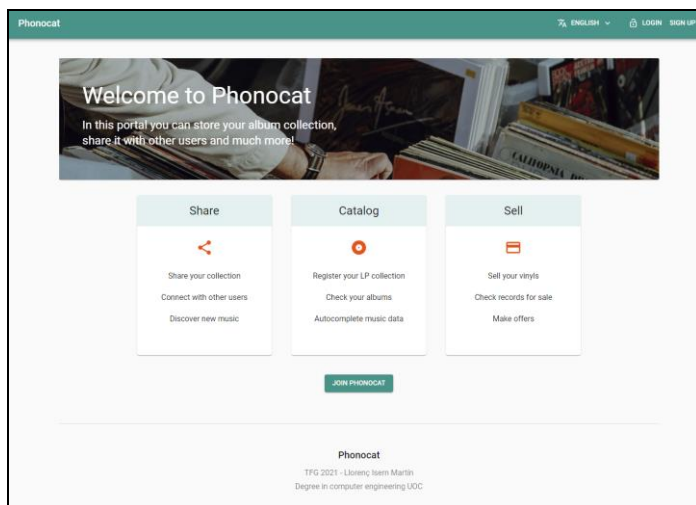 Phonocat
ENGLISH
LOGIN
SIGN UP
Welcome to Phonocat
In this portal you can store your album collection,
share it with other users and much more!
CALIFORNIA
Share
Share your collection
Connect with other users
Discover new music
Catalog
Register your LP collection
Check your albums
Autocomplete music data
Sell
Sell your vinyls
Check records for sale
Make offers
JOIN PHONOCAT
Phonocat
TFG 2021 - Llorenç Isern Martin
Degree in computer engineering UOC